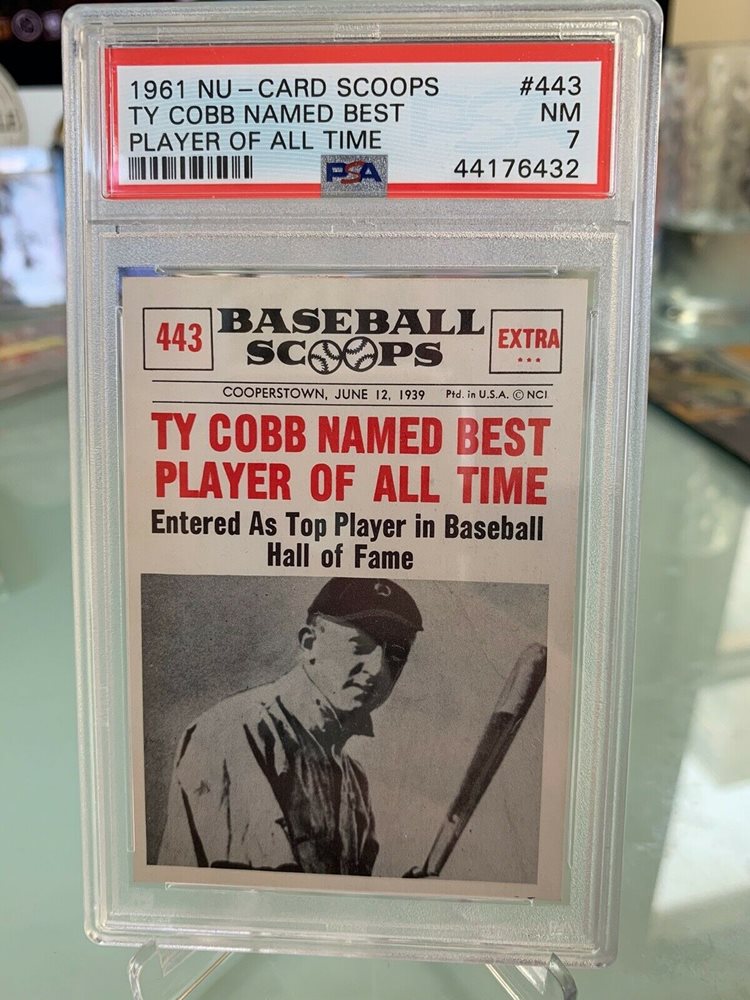 1961 NU-CARD SCOOPS #443
TY COBB NAMED BEST NM
PLAYER OF ALL TIME 7
PSA 44176432
443 BASEBALL SCOOPS EXTRA
COOPERSTOWN, JUNE 12, 1939 Ptd. in U.S.A. © NCI
TY COBB NAMED BEST
PLAYER OF ALL TIME
Entered As Top Player in Baseball
Hall of Fame